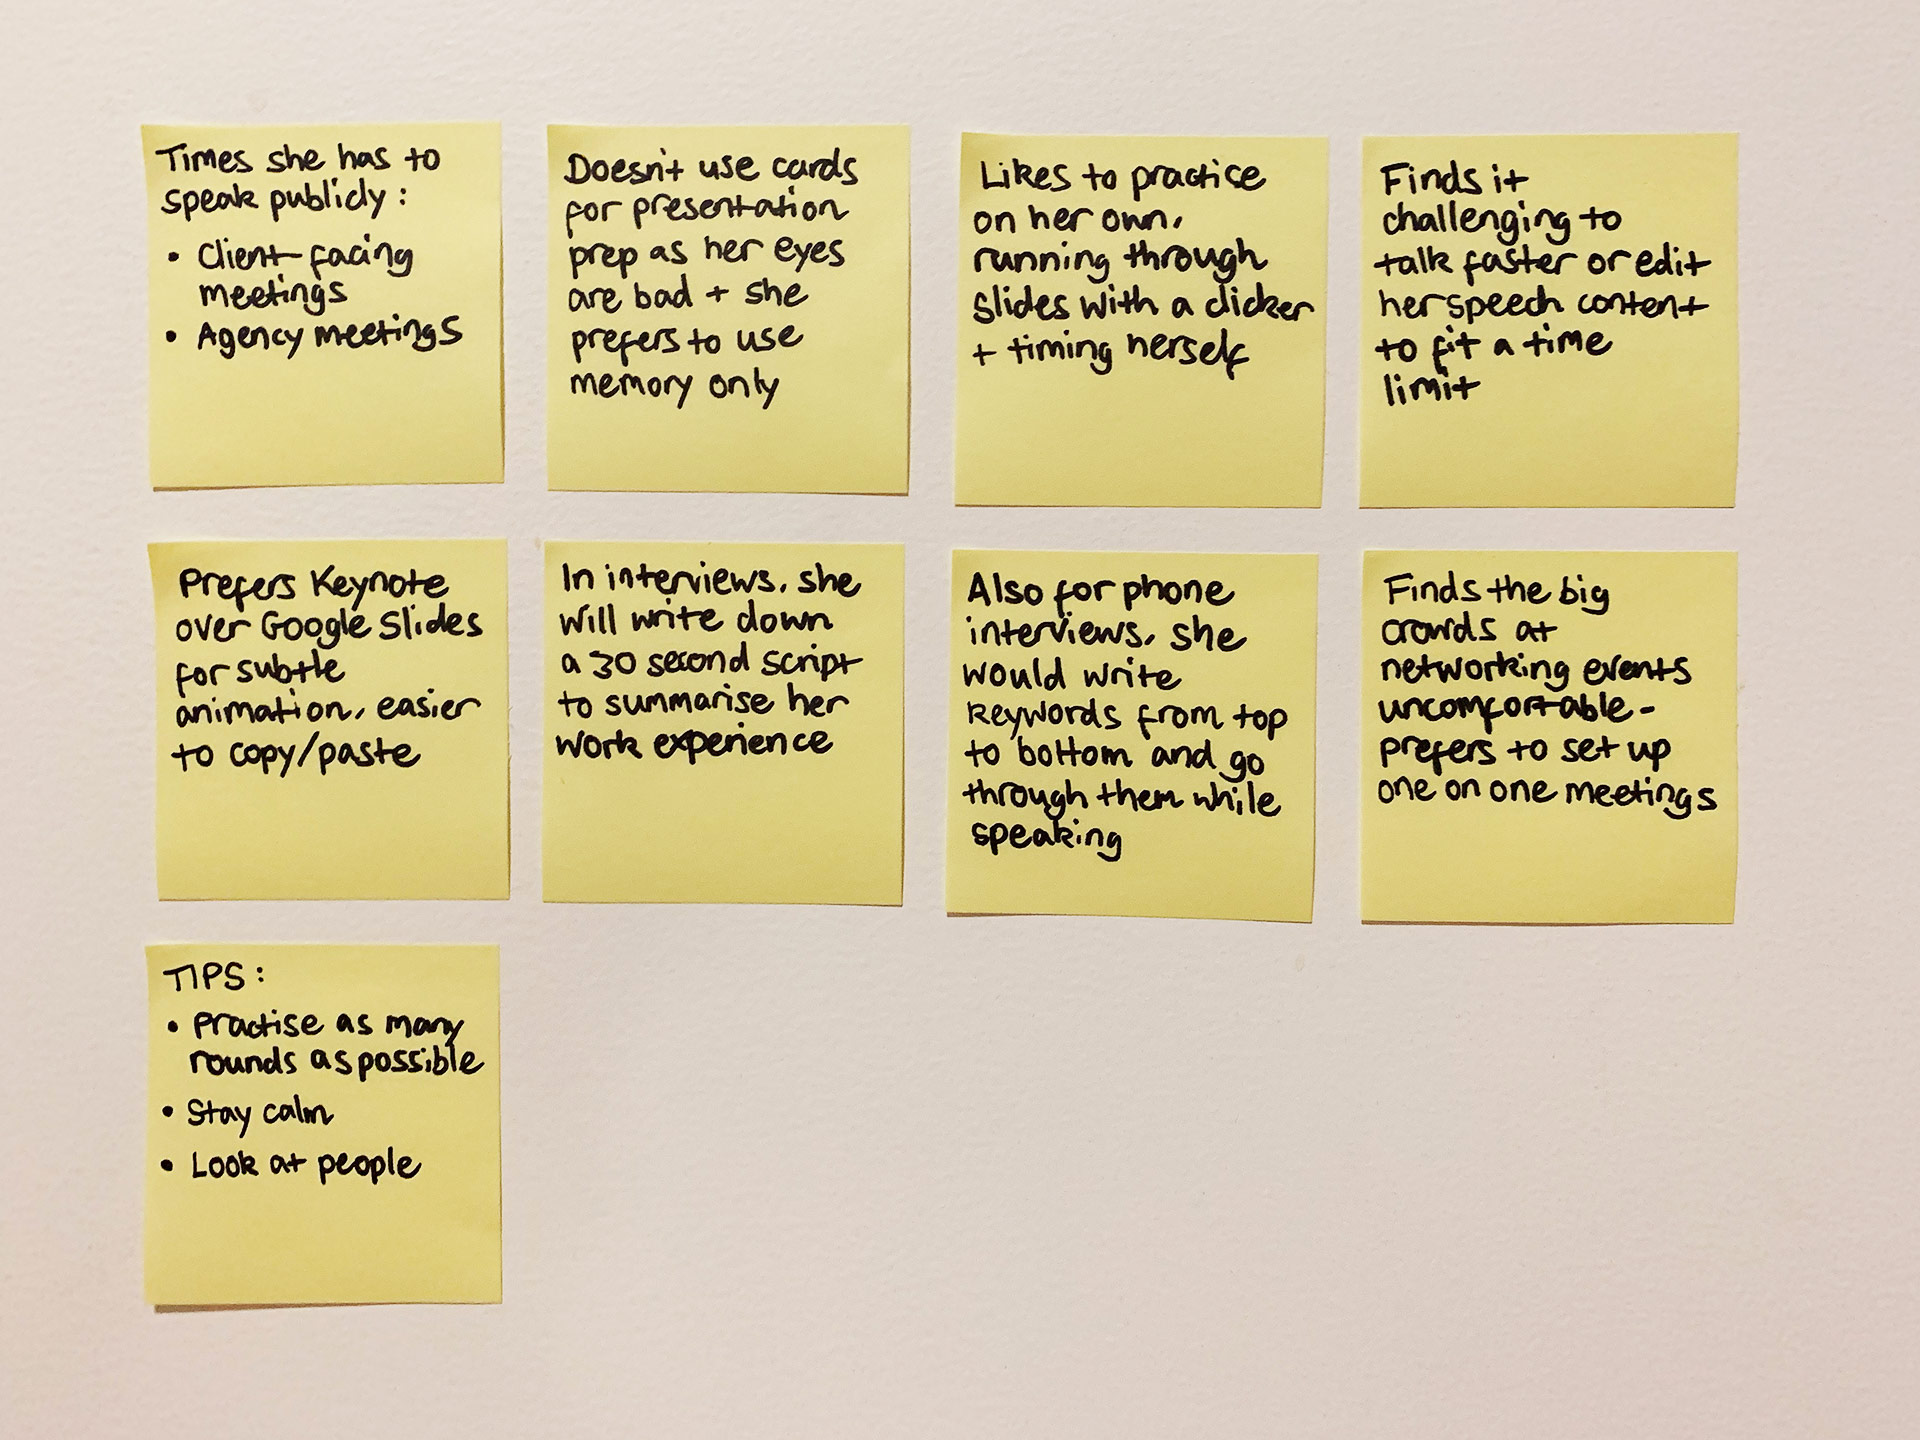 Times she has to
speak publicly:
• Client-facing
meetings
• Agency meetings
Doesn't use cards
for presentation
prep as her eyes
are bad + she
prefers to use
memory only
Likes to practise
on her own,
running through
slides with a clicker
+ timing herself
Finds it
challenging to
talk faster or edit
her speech content
to fit a time
limit
Prefers Keynote
over Google Slides
for subtle
animation, easier
to copy/paste
In interviews, she
will write down
a 30 second script
to summarise her
work experience
Also for phone
interviews, she
would write
keywords from top
to bottom and go
through them while
speaking
Finds the big
crowds at
networking events
uncomfortable-
prefers to set up
one on one meetings
TIPS:
• Practise as many
rounds as possible
• Stay calm
• Look at people